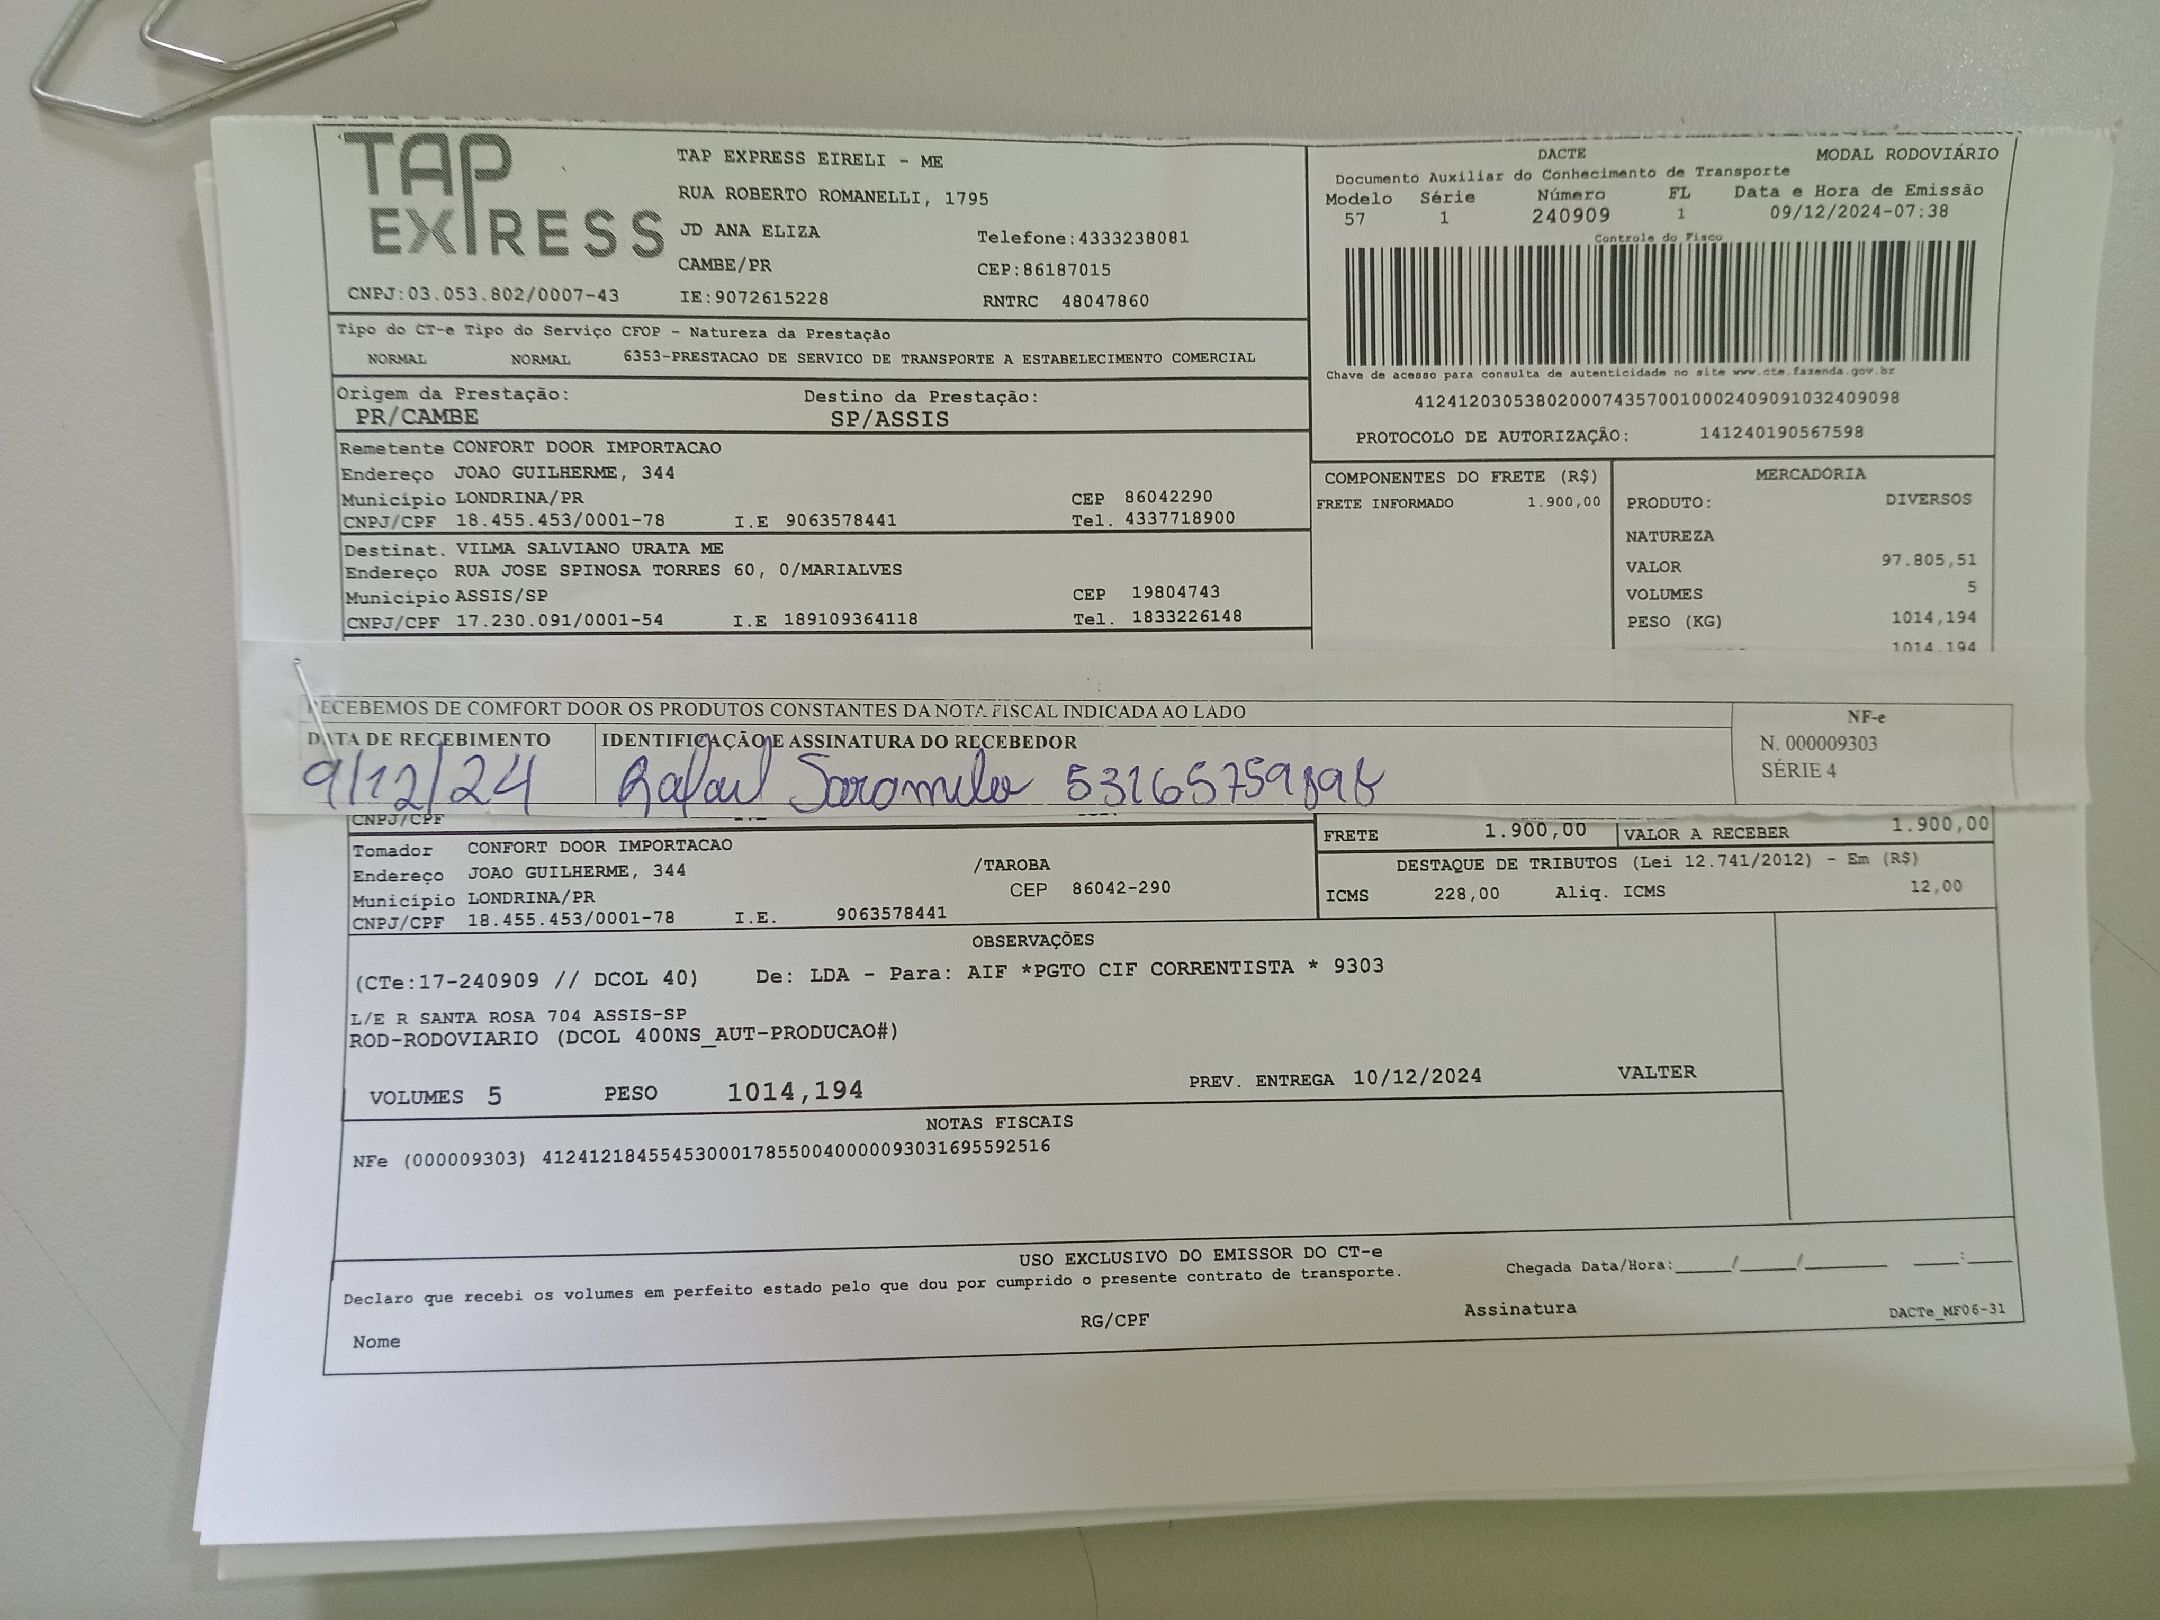 TAP EXPRESS
TAP EXPRESS EIRELI - ME
RUA ROBERTO ROMANELLI, 1795
JD ANA ELIZA
Telefone:4333238081
CAMBE/PR
CEP:86187015
CNPJ:03.053.802/0007-43
IE:9072615228
RNTRC 48047860
DACTE MODAL RODOVIÁRIO
Documento Auxiliar do Conhecimento de Transporte
Modelo Série Número FL Data e Hora de Emissão
57 1 240909 1 09/12/2024-07:38
Controle do Fisco
Chave de acesso para consulta de autenticidade no site www.cte.fazenda.gov.br
41241203053802000743570010002409091032409098
PROTOCOLO DE AUTORIZAÇÃO: 141240190567598
Tipo do CT-e Tipo do Serviço CFOP - Natureza da Prestação
NORMAL NORMAL 6353-PRESTACAO DE SERVICO DE TRANSPORTE A ESTABELECIMENTO COMERCIAL
Origem da Prestação: Destino da Prestação:
PR/CAMBE SP/ASSIS
Remetente CONFORT DOOR IMPORTACAO
Endereço JOAO GUILHERME, 344
Município LONDRINA/PR CEP 86042290
CNPJ/CPF 18.455.453/0001-78 I.E 9063578441 Tel. 4337718900
Destinat. VILMA SALVIANO URATA ME
Endereço RUA JOSE SPINOSA TORRES 60, 0/MARIALVES
Município ASSIS/SP CEP 19804743
CNPJ/CPF 17.230.091/0001-54 I.E 189109364118 Tel. 1833226148
COMPONENTES DO FRETE (R$)
FRETE INFORMADO 1.900,00
MERCADORIA
PRODUTO: DIVERSOS
NATUREZA
VALOR 97.805,51
VOLUMES 5
PESO (KG) 1014,194
1014,194
RECEBEMOS DE COMFORT DOOR OS PRODUTOS CONSTANTES DA NOTA FISCAL INDICADA AO LADO
DATA DE RECEBIMENTO IDENTIFICAÇÃO E ASSINATURA DO RECEBEDOR
9/12/24 Rafael
NF-e
N. 000009303
SÉRIE 4
CNPJ/CPF
FRETE 1.900,00 VALOR A RECEBER 1.900,00
Tomador CONFORT DOOR IMPORTACAO
Endereço JOAO GUILHERME, 344 /TAROBA
Município LONDRINA/PR CEP 86042-290
CNPJ/CPF 18.455.453/0001-78 I.E. 9063578441
DESTAQUE DE TRIBUTOS (Lei 12.741/2012) - Em (R$)
ICMS 228,00 Aliq. ICMS 12,00
OBSERVAÇÕES
(CTe:17-240909 // DCOL 40) De: LDA - Para: AIF *PGTO CIF CORRENTISTA * 9303
L/E R SANTA ROSA 704 ASSIS-SP
ROD-RODOVIARIO (DCOL 400NS_AUT-PRODUCAO#)
VOLUMES 5 PESO 1014,194 PREV. ENTREGA 10/12/2024 VALTER
NOTAS FISCAIS
NFe (000009303) 41241218455453000178550040000093031695592516
USO EXCLUSIVO DO EMISSOR DO CT-e
Declaro que recebi os volumes em perfeito estado pelo que dou por cumprido o presente contrato de transporte.
Chegada Data/Hora:____/____/______ ___:___
Nome RG/CPF Assinatura DACTe_MF06-31